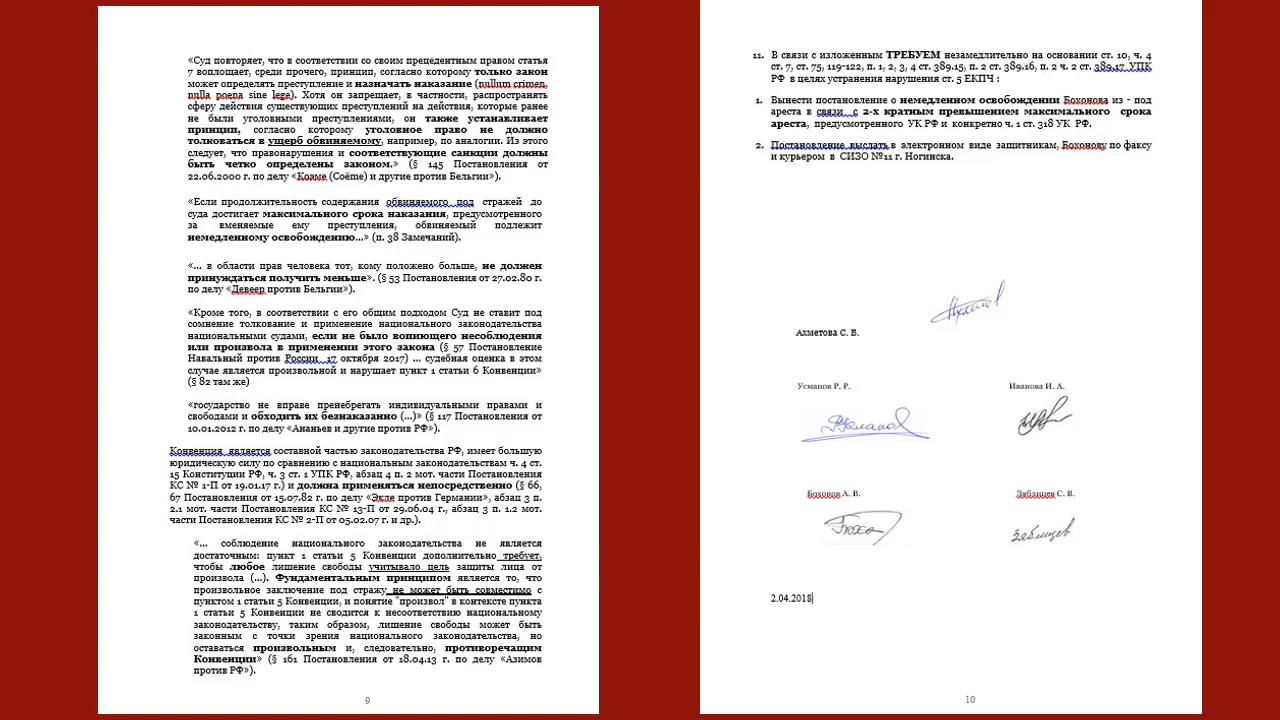 «Суд повторяет, что в соответствии со своим прецедентным правом статья
7 воплощает, среди прочего, принцип, согласно которому только закон
может определять преступление и назначать наказание (nullum crimen,
nulla poena sine lege). Хотя он запрещает, в частности, распространять
сферу действия существующих преступлений на действия, которые ранее
не были уголовными преступлениями, он также устанавливает
принцип, согласно которому уголовное право не должно
толковаться в ущерб обвиняемому, например, по аналогии. Из этого
следует, что правонарушения и соответствующие санкции должны
быть четко определены законом.» (§ 145 Постановления от
22.06.2000 г. по делу «Коэме (Coëme) и другие против Бельгии»).
«Если продолжительность содержания обвиняемого под стражей до
суда достигает максимального срока наказания, предусмотренного
за вменяемые ему преступления, обвиняемый подлежит
немедленному освобождению...» (п. 38 Замечаний).
«... в области прав человека тот, кому положено больше, не должен
принуждаться получить меньше». (§ 53 Постановления от 27.02.80 г.
по делу «Девеер против Бельгии»).
«Кроме того, в соответствии с его общим подходом Суд не ставит под
сомнение толкование и применение национального законодательства
национальными судами, если не было вопиющего несоблюдения
или произвола в применении этого закона (§ 57 Постановление
Навальный против России 17 октября 2017) ... судебная оценка в этом
случае является произвольной и нарушает пункт 1 статьи 6 Конвенции»
(§ 82 там же)
«государство не вправе пренебрегать индивидуальными правами и
свободами и обходить их безнаказанно (...)» (§ 117 Постановления от
10.01.2012 г. по делу «Ананьев и другие против РФ»).
Конвенция является составной частью законодательства РФ, имеет большую
юридическую силу по сравнению с национальным законодательствам ч. 4 ст.
15 Конституции РФ, ч. 3 ст. 1 УПК РФ, абзац 4 п. 2 мот. части Постановления
КС № 1-П от 19.01.17 г.) и должна применяться непосредственно (§ 66,
67 Постановления от 15.07.82 г. по делу «Экле против Германии», абзац 3 п.
2.1 мот. части Постановления КС № 13-П от 29.06.04 г., абзац 3 п. 1.2 мот.
части Постановления КС № 2-П от 05.02.07 г. и др.).
«... соблюдение национального законодательства не является
достаточным: пункт 1 статьи 5 Конвенции дополнительно требует,
чтобы любое лишение свободы учитывало цель защиты лица от
произвола (...). Фундаментальным принципом является то, что
произвольное заключение под стражу не может быть совместимо с
пунктом 1 статьи 5 Конвенции, и понятие "произвол" в контексте пункта
1 статьи 5 Конвенции не сводится к несоответствию национальному
законодательству, таким образом, лишение свободы может быть
законным с точки зрения национального законодательства, но
оставаться произвольным и, следовательно, противоречащим
Конвенции» (§ 161 Постановления от 18.04.13 г. по делу «Азимов
против РФ»).
9
11. В связи с изложенным ТРЕБУЕМ незамедлительно на основании ст. 10, ч. 4
ст. 7, ст. 75, 119-122, п. 1, 2, 3, 4 ст. 389.15, п. 2 ст. 389.16, п. 2 ч. 2 ст. 389.17 УПК
РФ в целях устранения нарушения ст. 5 ЕКПЧ :
1. Вынести постановление о немедленном освобождении Бохонова из - под
ареста в связи с 2-х кратным превышением максимального срока
ареста, предусмотренного УК РФ и конкретно ч. 1 ст. 318 УК РФ.
2. Постановление выслать в электронном виде защитникам, Бохонову по факсу
и курьером в СИЗО №11 г. Ногинска.
Ахметова С. В.
Усманов Р. Р. Иванова И. А.
Бохонов А. В. Зяблицев С. В.
Зяблицев
2.04.2018
10